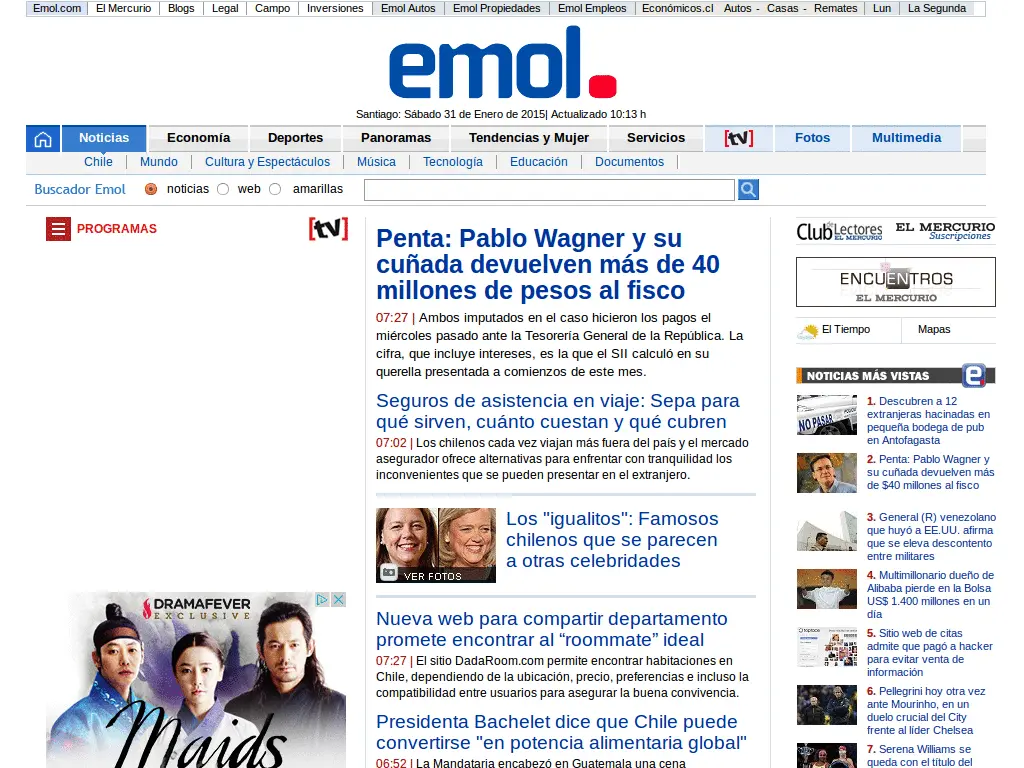 Emol.com El Mercurio Blogs Legal Campo Inversiones Emol Autos Emol Propiedades Emol Empleos Económicos.cl Autos - Casas - Remates Lun La Segunda
emol.
Santiago: Sábado 31 de Enero de 2015| Actualizado 10:13 h
Noticias Economía Deportes Panoramas Tendencias y Mujer Servicios [tv] Fotos Multimedia
Chile Mundo Cultura y Espectáculos Música Tecnología Educación Documentos
Buscador Emol noticias web amarillas
PROGRAMAS [tv]
DRAMAFEVER
EXCLUSIVE
Maids
Penta: Pablo Wagner y su
cuñada devuelven más de 40
millones de pesos al fisco
07:27 | Ambos imputados en el caso hicieron los pagos el
miércoles pasado ante la Tesorería General de la República. La
cifra, que incluye intereses, es la que el SII calculó en su
querella presentada a comienzos de este mes.
Seguros de asistencia en viaje: Sepa para
qué sirven, cuánto cuestan y qué cubren
07:02 | Los chilenos cada vez viajan más fuera del país y el mercado
asegurador ofrece alternativas para enfrentar con tranquilidad los
inconvenientes que se pueden presentar en el extranjero.
VER FOTOS
Los "igualitos": Famosos
chilenos que se parecen
a otras celebridades
Nueva web para compartir departamento
promete encontrar al “roommate” ideal
07:27 | El sitio DadaRoom.com permite encontrar habitaciones en
Chile, dependiendo de la ubicación, precio, preferencias e incluso la
compatibilidad entre usuarios para asegurar la buena convivencia.
Presidenta Bachelet dice que Chile puede
convertirse "en potencia alimentaria global"
06:52 | La Mandataria encabezó en Guatemala una cena
Club de Lectores EL MERCURIO
EL MERCURIO
Suscripciones
ENCUENTROS
EL MERCURIO
El Tiempo Mapas
NOTICIAS MÁS VISTAS e
NO PASAR
1. Descubren a 12
extranjeras hacinadas en
pequeña bodega de pub
en Antofagasta
2. Penta: Pablo Wagner y
su cuñada devuelven más
de $40 millones al fisco
3. General (R) venezolano
que huyó a EE.UU. afirma
que se eleva descontento
entre militares
4. Multimillonario dueño de
Alibaba pierde en la Bolsa
US$ 1.400 millones en un
día
5. Sitio web de citas
admite que pagó a hacker
para evitar venta de
información
6. Pellegrini hoy otra vez
ante Mourinho, en un
duelo crucial del City
frente al líder Chelsea
7. Serena Williams se
queda con el título del